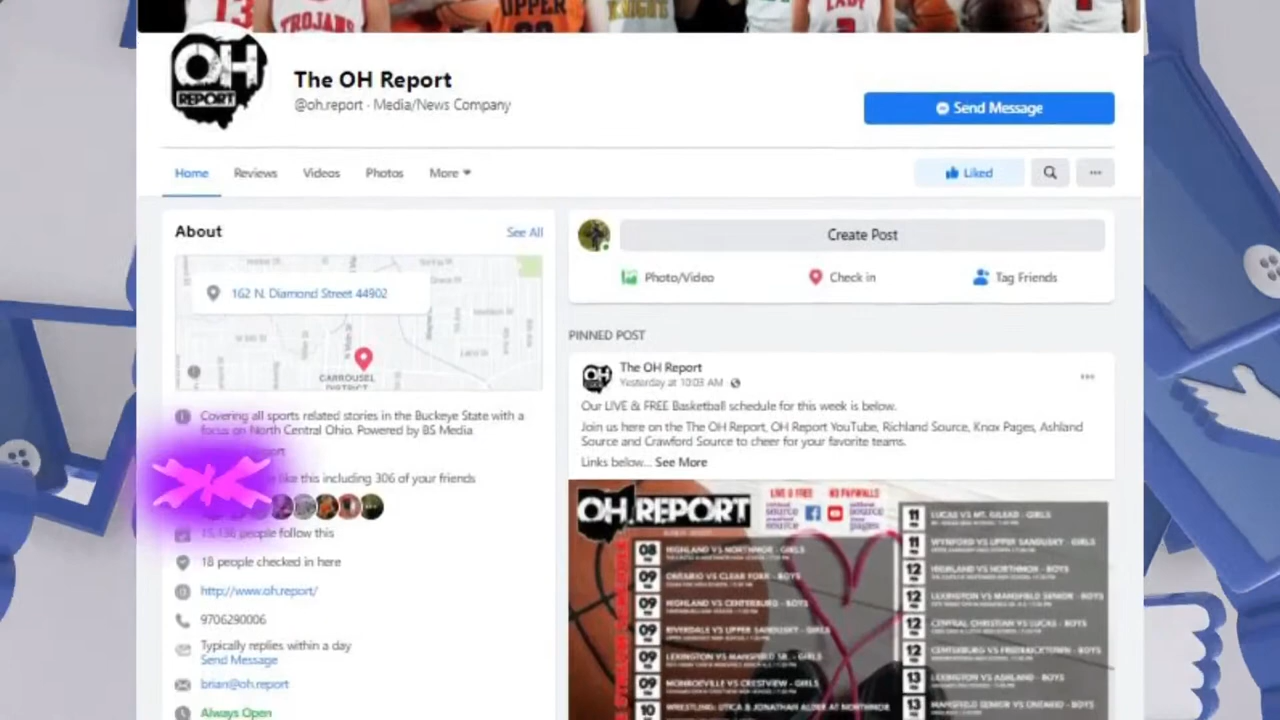 TROJANS
UPPER
KNIGHT
LADY
OH
REPORT
The OH Report
@oh.report · Media/News Company
Send Message
Home
Reviews
Videos
Photos
More
Liked
About
See All
162 N. Diamond Street 44902
CARROUSEL
DISTRICT
Covering all sports related stories in the Buckeye State with a
focus on North Central Ohio. Powered by BS Media
like this including 306 of your friends
people follow this
18 people checked in here
http://www.oh.report/
9706290006
Typically replies within a day
Send Message
brian@oh.report
Always Open
Create Post
Photo/Video
Check in
Tag Friends
PINNED POST
The OH Report
Yesterday at 10:03 AM
Our LIVE & FREE Basketball schedule for this week is below.
Join us here on the The OH Report, OH Report YouTube, Richland Source, Knox Pages, Ashland
Source and Crawford Source to cheer for your favorite teams.
Links below... See More
OH REPORT
LIVE & FREE
NO PAYWALLS
08 HIGHLAND VS NORTHMOR - GIRLS
09 ONTARIO VS CLEAR FORK - BOYS
09 HIGHLAND VS CENTERBURG - BOYS
09 RIVERDALE VS UPPER SANDUSKY - GIRLS
09 LEXINGTON VS MANSFIELD SR. - GIRLS
09 MONROEVILLE VS CRESTVIEW - GIRLS
10 WRESTLING: UTICA & JONATHAN ALDER AT NORTHMOR
11 LUCAS VS MT. GILEAD - GIRLS
11 WYNFORD VS UPPER SANDUSKY - GIRLS
12 HIGHLAND VS NORTHMOR - BOYS
12 LEXINGTON VS MANSFIELD SENIOR - BOYS
12 CENTRAL CHRISTIAN VS LUCAS - BOYS
12 CENTERBURG VS FREDERICKTOWN - BOYS
13 LEXINGTON VS ASHLAND - BOYS
13 MANSFIELD SENIOR VS ONTARIO - BOYS